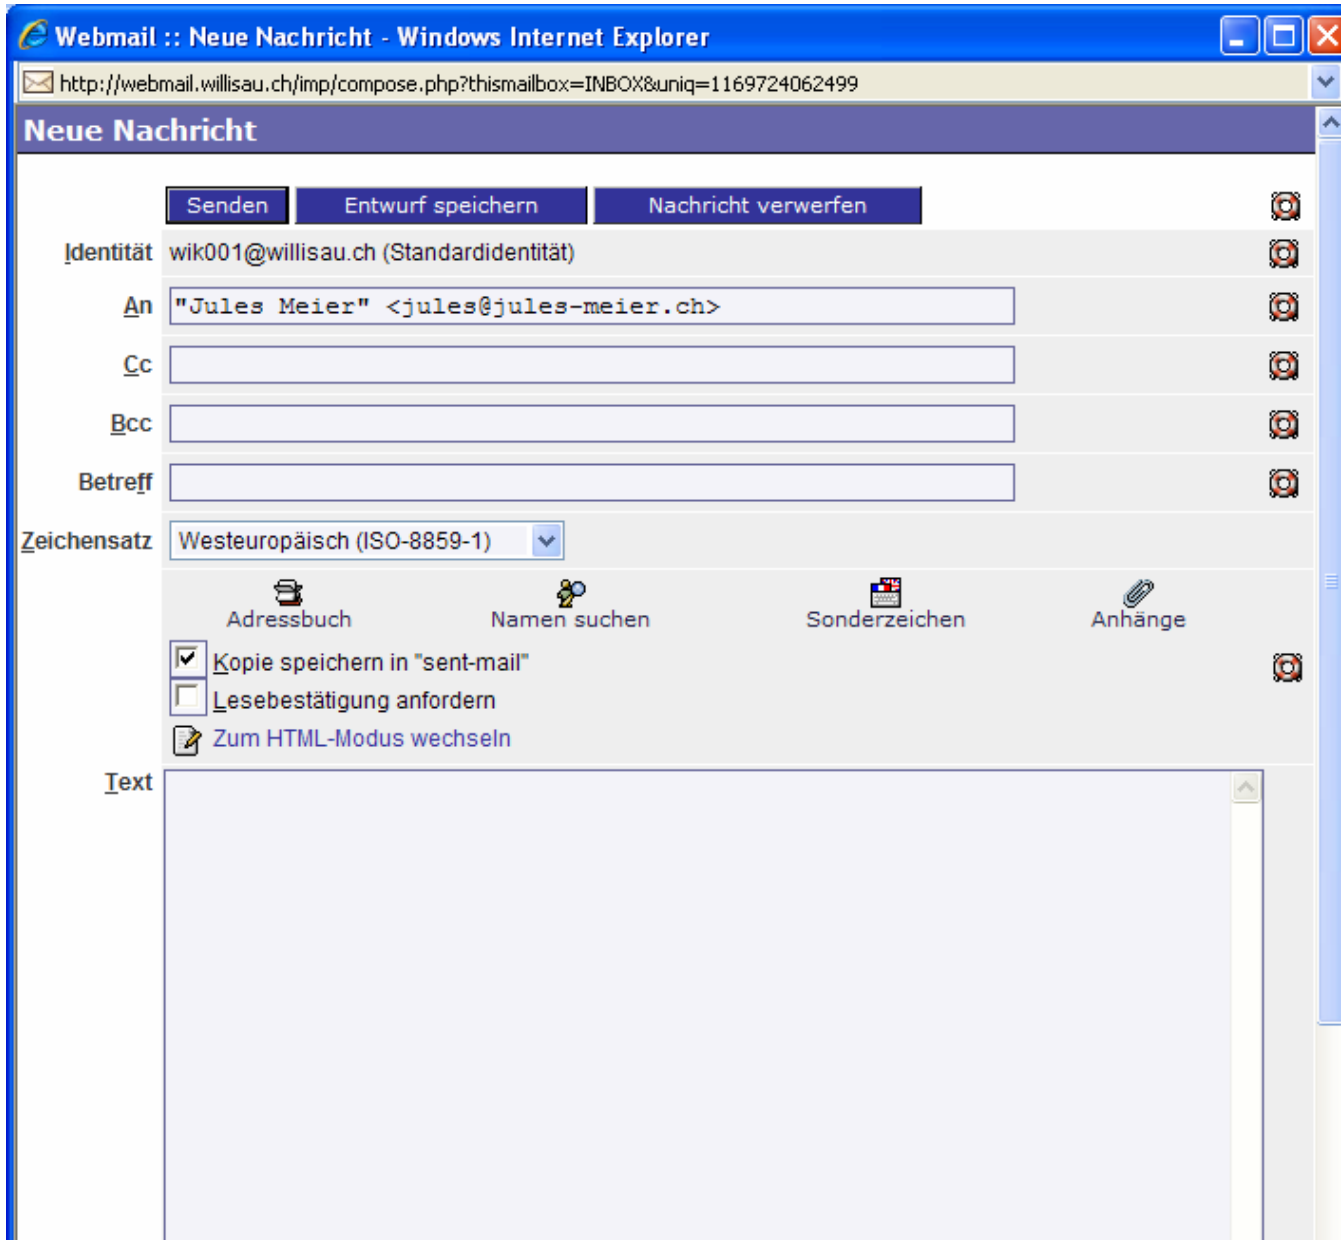 Webmail :: Neue Nachricht - Windows Internet Explorer
http://webmail.willisau.ch/imp/compose.php?thismailbox=INBOX&uniq=1169724062499
Neue Nachricht
Senden Entwurf speichern Nachricht verwerfen
Identität wik001@willisau.ch (Standardidentität)
An "Jules Meier" <jules@jules-meier.ch>
Cc
Bcc
Betreff
Zeichensatz Westeuropäisch (ISO-8859-1)
Adressbuch Namen suchen Sonderzeichen Anhänge
Kopie speichern in "sent-mail"
Lesebestätigung anfordern
Zum HTML-Modus wechseln
Text